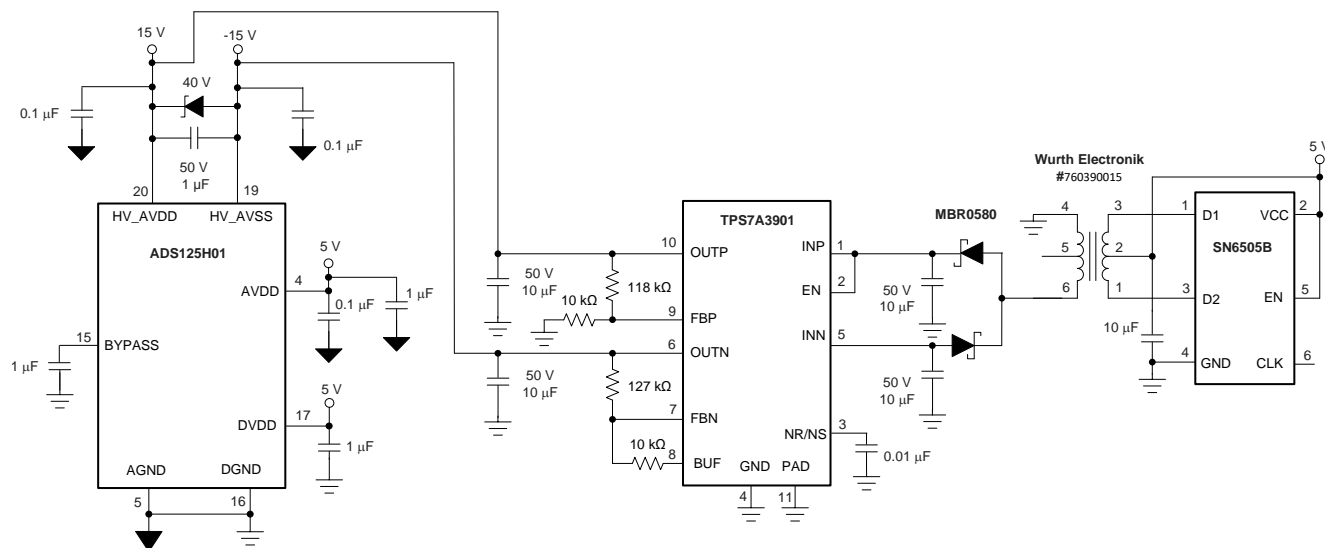 15 V
-15 V
40 V
0.1 µF
0.1 µF
50 V
1 µF
20
19
HV_AVDD
HV_AVSS
ADS125H01
5 V
4
AVDD
0.1 µF
1 µF
15
BYPASS
1 µF
5 V
17
DVDD
1 µF
AGND
DGND
5
16
50 V
10 µF
118 kΩ
10 kΩ
50 V
10 µF
127 kΩ
10 kΩ
TPS7A3901
10
OUTP
9
FBP
6
OUTN
7
FBN
8
BUF
INP
1
EN
2
INN
5
NR/NS
3
GND
PAD
4
11
0.01 µF
MBR0580
50 V
10 µF
50 V
10 µF
Wurth Electronik
#760390015
4
5
6
3
2
1
10 µF
5 V
1
D1
VCC
2
SN6505B
3
D2
EN
5
4
GND
CLK
6